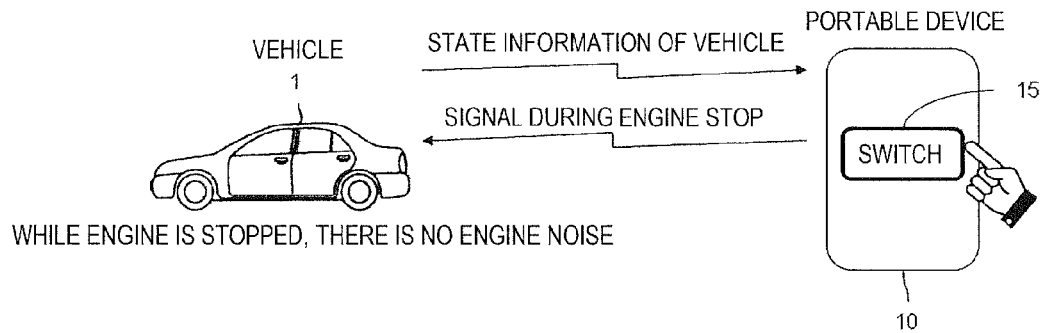 PORTABLE DEVICE
VEHICLE
1
STATE INFORMATION OF VEHICLE
15
SIGNAL DURING ENGINE STOP
SWITCH
WHILE ENGINE IS STOPPED, THERE IS NO ENGINE NOISE
10